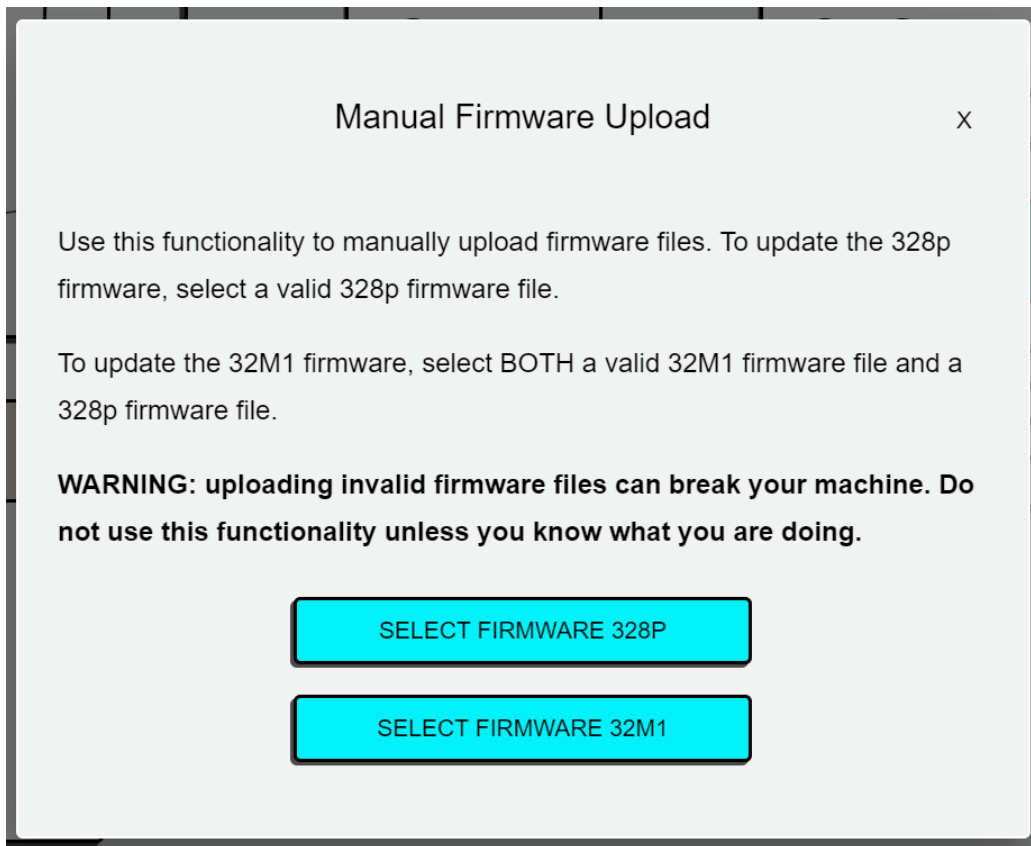 Manual Firmware Upload
X
Use this functionality to manually upload firmware files. To update the 328p
firmware, select a valid 328p firmware file.
To update the 32M1 firmware, select BOTH a valid 32M1 firmware file and a
328p firmware file.
WARNING: uploading invalid firmware files can break your machine. Do
not use this functionality unless you know what you are doing.
SELECT FIRMWARE 328P
SELECT FIRMWARE 32M1